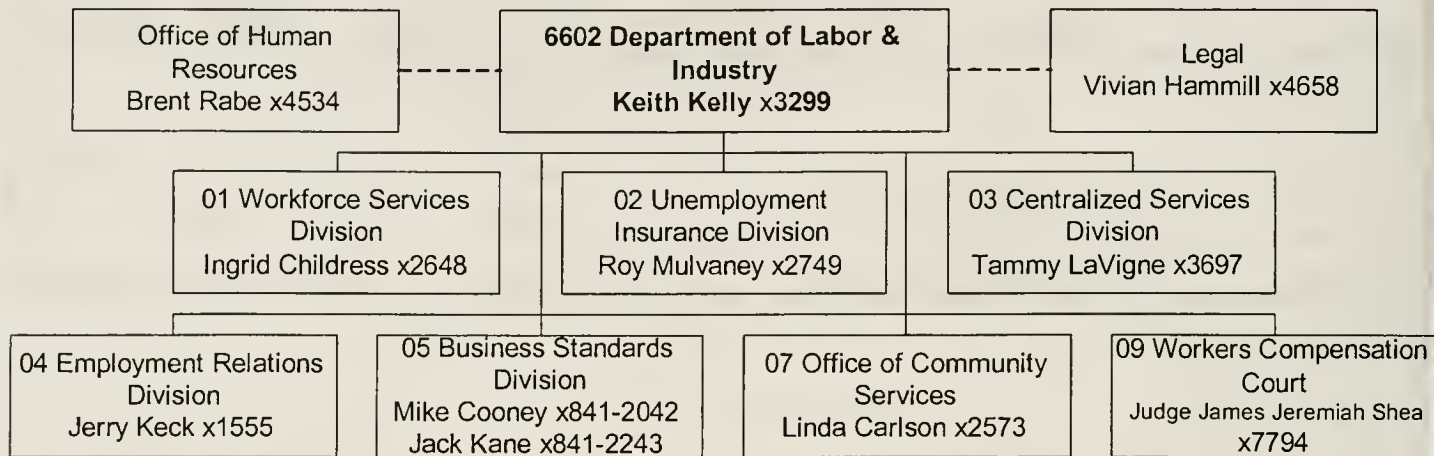 Office of Human
Resources
Brent Rabe x4534
6602 Department of Labor &
Industry
Keith Kelly x3299
Legal
Vivian Hammill x4658
01 Workforce Services
Division
Ingrid Childress x2648
02 Unemployment
Insurance Division
Roy Mulvaney x2749
03 Centralized Services
Division
Tammy LaVigne x3697
04 Employment Relations
Division
Jerry Keck x1555
05 Business Standards
Division
Mike Cooney x841-2042
Jack Kane x841-2243
07 Office of Community
Services
Linda Carlson x2573
09 Workers Compensation
Court
Judge James Jeremiah Shea
x7794